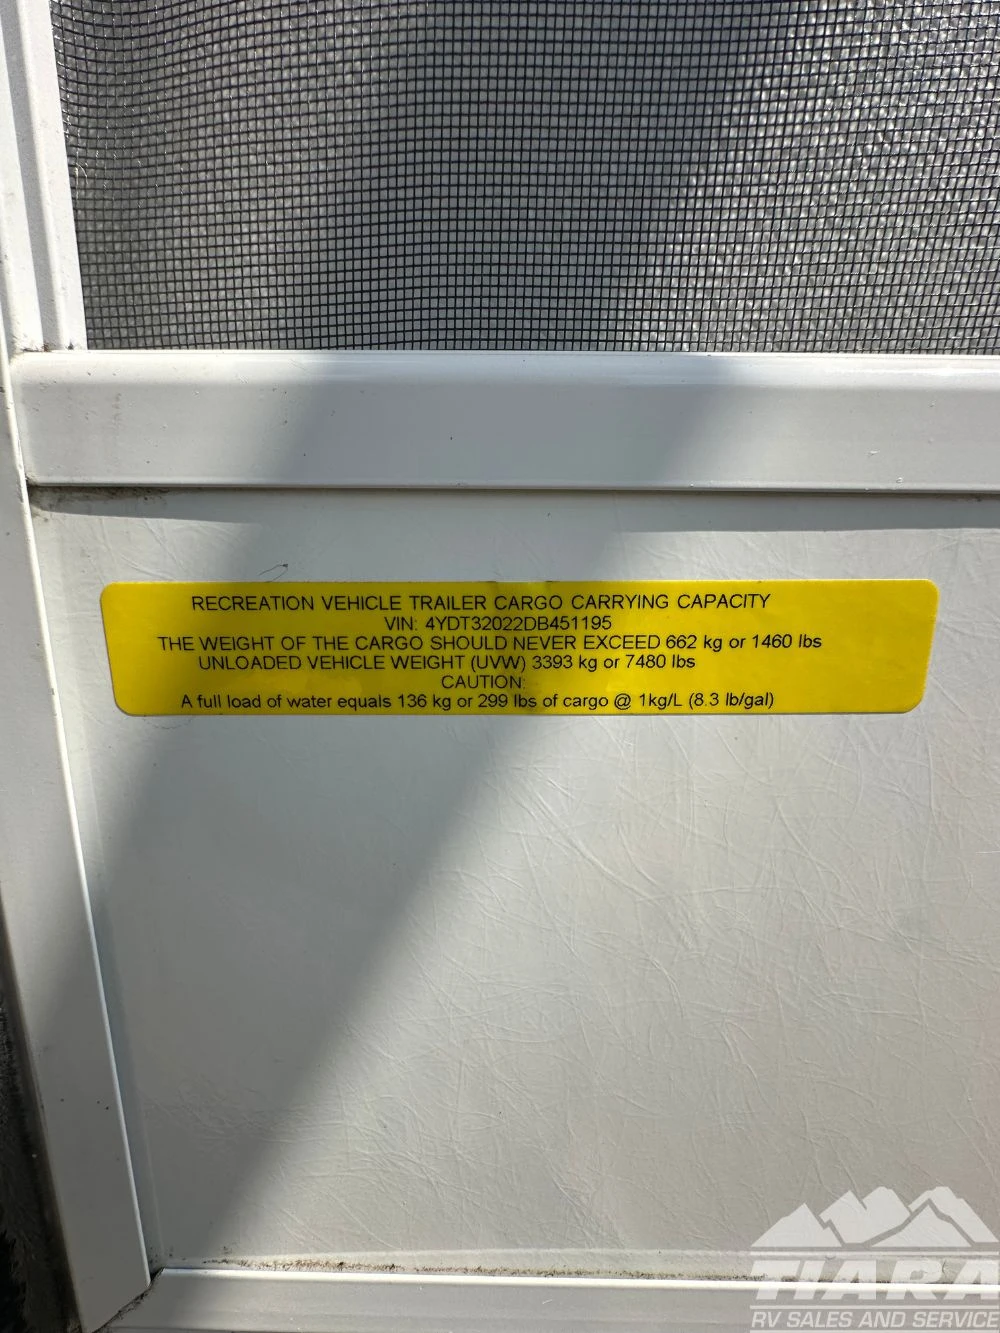 RECREATION VEHICLE TRAILER CARGO CARRYING CAPACITY
VIN: 4YDT32022DB451195
THE WEIGHT OF THE CARGO SHOULD NEVER EXCEED 662 kg or 1460 lbs
UNLOADED VEHICLE WEIGHT (UVW) 3393 kg or 7480 lbs
CAUTION:
A full load of water equals 136 kg or 299 lbs of cargo @ 1kg/L (8.3 lb/gal)
TIARA
RV SALES AND SERVICE